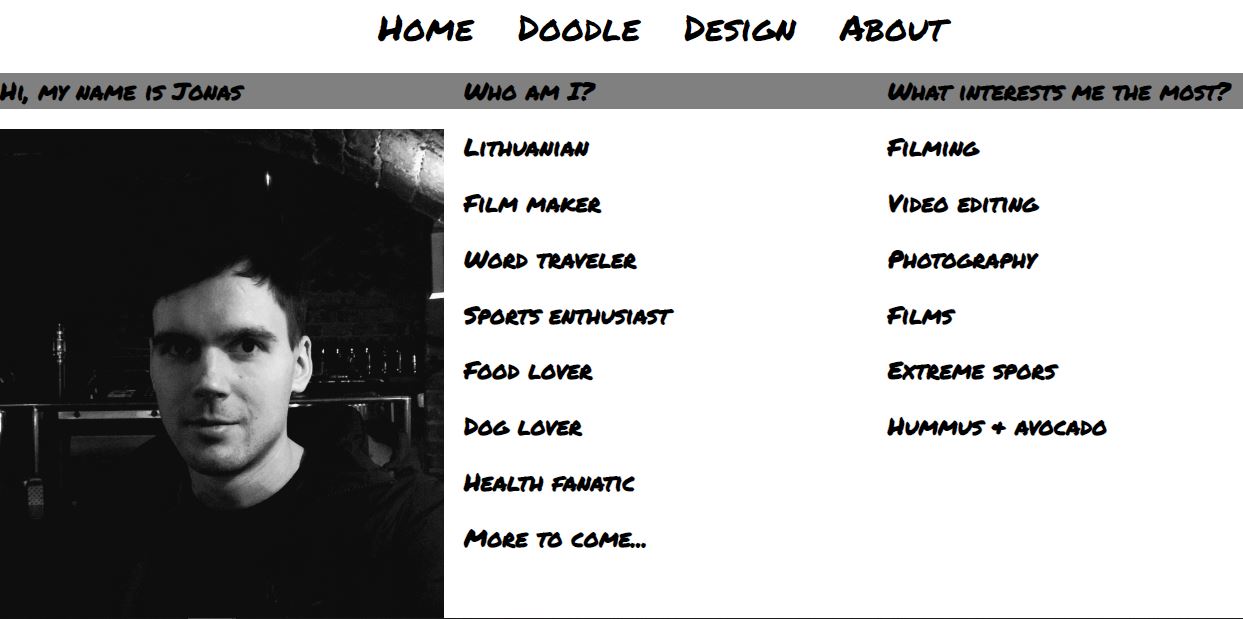 Home Doodle Design About
Hi, my name is Jonas
Who am I?
What interests me the most?
Lithuanian
Film maker
Word traveler
Sports enthusiast
Food lover
Dog lover
Health fanatic
More to come...
Filming
Video editing
Photography
Films
Extreme spors
Hummus & avocado